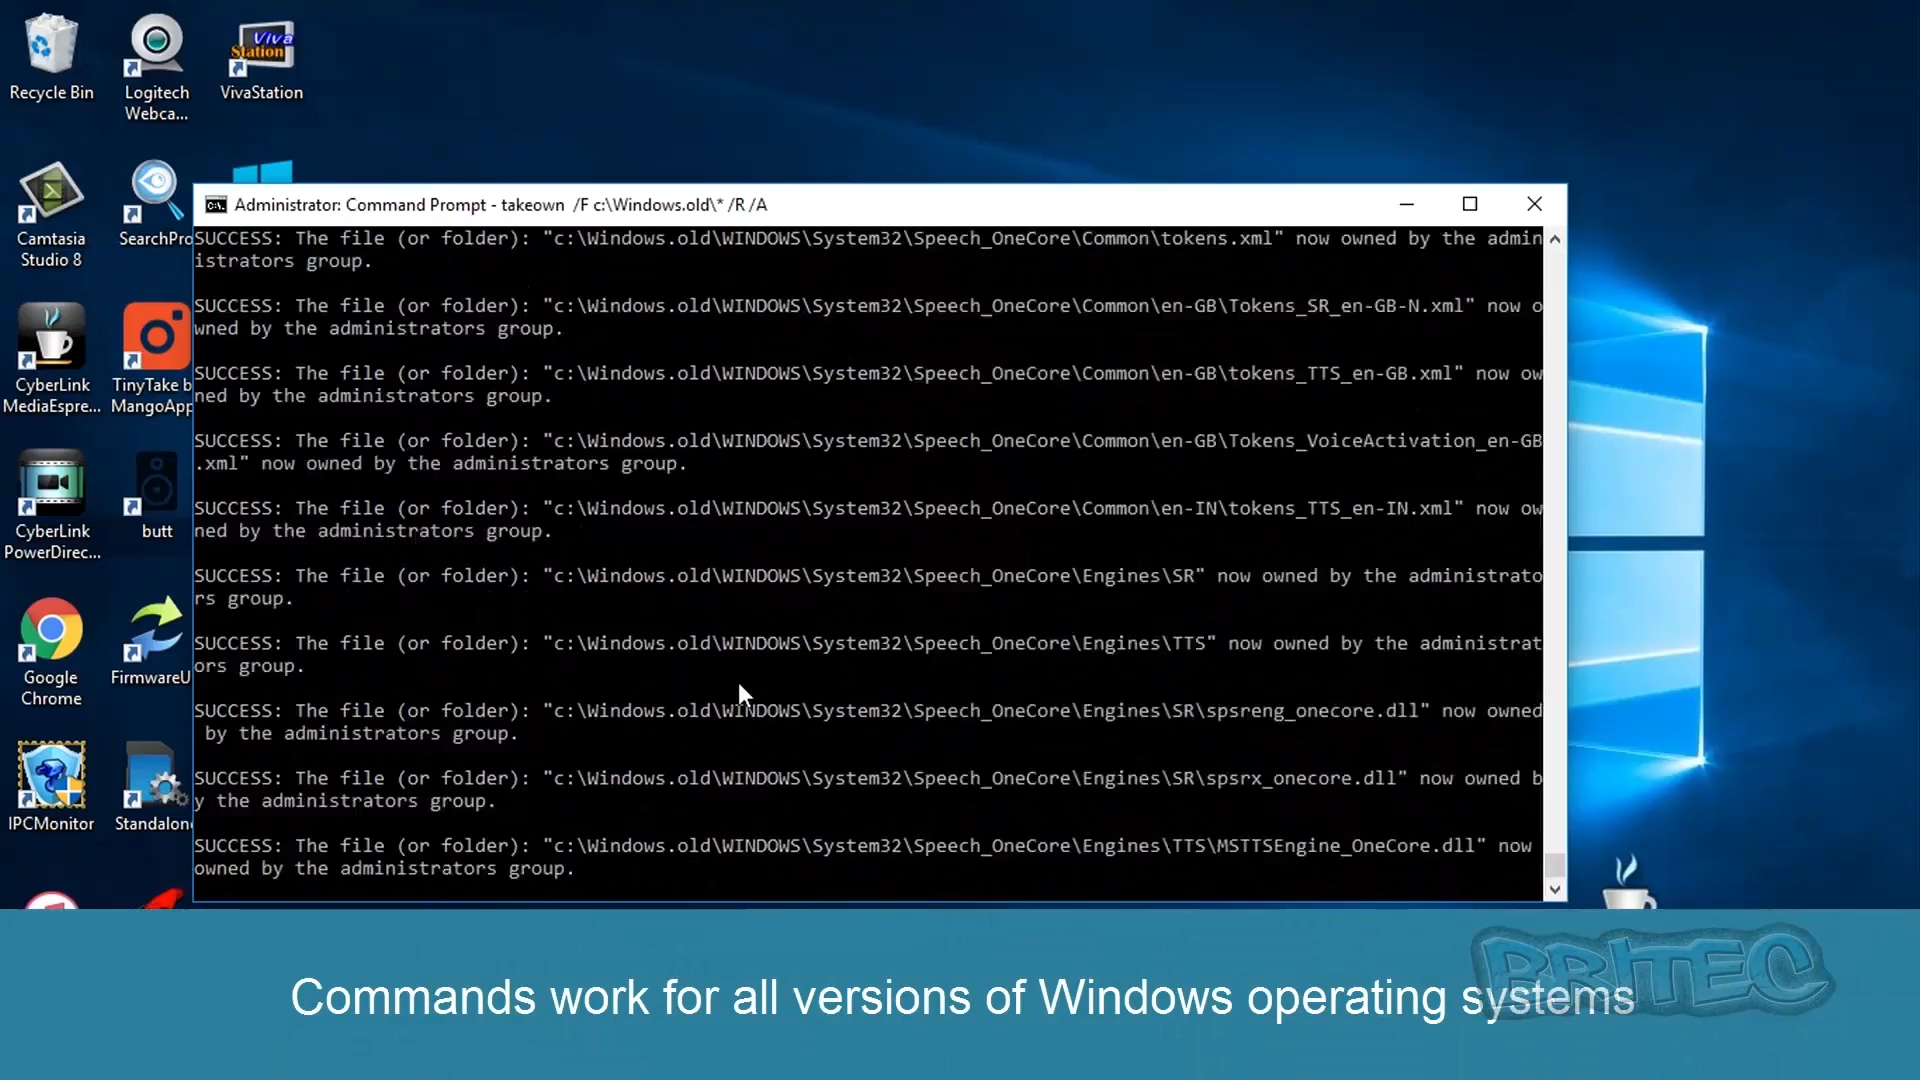 Recycle Bin
Logitech
Webca...
Viva
Station
VivaStation
Camtasia
Studio 8
SearchPro
CyberLink
MediaEspre...
TinyTake b
MangoApp
CyberLink
PowerDirec...
butt
Google
Chrome
FirmwareU
IPCMonitor
Standalon
Administrator: Command Prompt - takeown /F c:\Windows.old\* /R /A
SUCCESS: The file (or folder): "c:\Windows.old\WINDOWS\System32\Speech_OneCore\Common\tokens.xml" now owned by the admin
istrators group.
SUCCESS: The file (or folder): "c:\Windows.old\WINDOWS\System32\Speech_OneCore\Common\en-GB\Tokens_SR_en-GB-N.xml" now o
wned by the administrators group.
SUCCESS: The file (or folder): "c:\Windows.old\WINDOWS\System32\Speech_OneCore\Common\en-GB\tokens_TTS_en-GB.xml" now ow
ned by the administrators group.
SUCCESS: The file (or folder): "c:\Windows.old\WINDOWS\System32\Speech_OneCore\Common\en-GB\Tokens_VoiceActivation_en-GB
.xml" now owned by the administrators group.
SUCCESS: The file (or folder): "c:\Windows.old\WINDOWS\System32\Speech_OneCore\Common\en-IN\tokens_TTS_en-IN.xml" now ow
ned by the administrators group.
SUCCESS: The file (or folder): "c:\Windows.old\WINDOWS\System32\Speech_OneCore\Engines\SR" now owned by the administrato
rs group.
SUCCESS: The file (or folder): "c:\Windows.old\WINDOWS\System32\Speech_OneCore\Engines\TTS" now owned by the administrat
ors group.
SUCCESS: The file (or folder): "c:\Windows.old\WINDOWS\System32\Speech_OneCore\Engines\SR\spsreng_onecore.dll" now owned
by the administrators group.
SUCCESS: The file (or folder): "c:\Windows.old\WINDOWS\System32\Speech_OneCore\Engines\SR\spsrx_onecore.dll" now owned b
y the administrators group.
SUCCESS: The file (or folder): "c:\Windows.old\WINDOWS\System32\Speech_OneCore\Engines\TTS\MSTTSEngine_OneCore.dll" now
owned by the administrators group.
Commands work for all versions of Windows operating systems
BRITEC